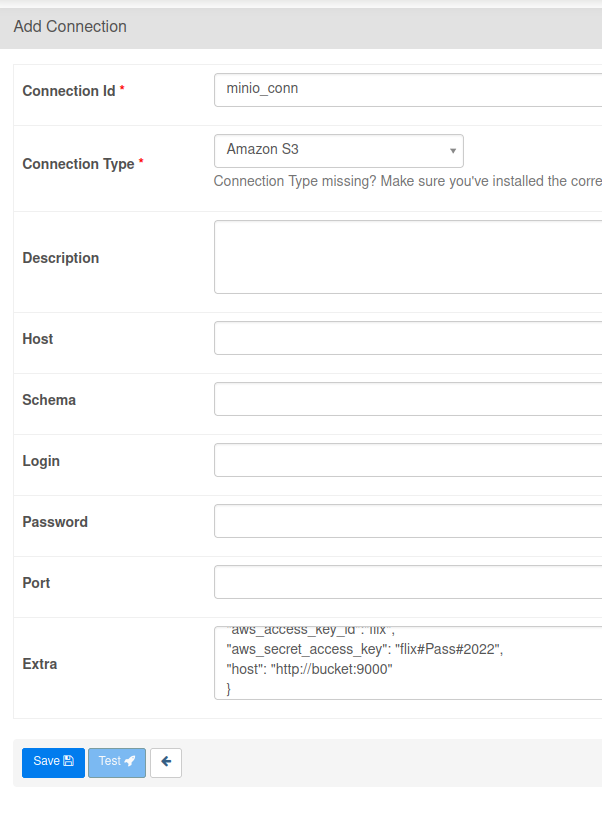 Add Connection
Connection Id *
minio_conn
Connection Type *
Amazon S3
Connection Type missing? Make sure you've installed the corre
Description
Host
Schema
Login
Password
Port
Extra
"aws_access_key_id":"flix",
"aws_secret_access_key": "flix#Pass#2022",
"host": "http://bucket:9000"
}
Save
Test